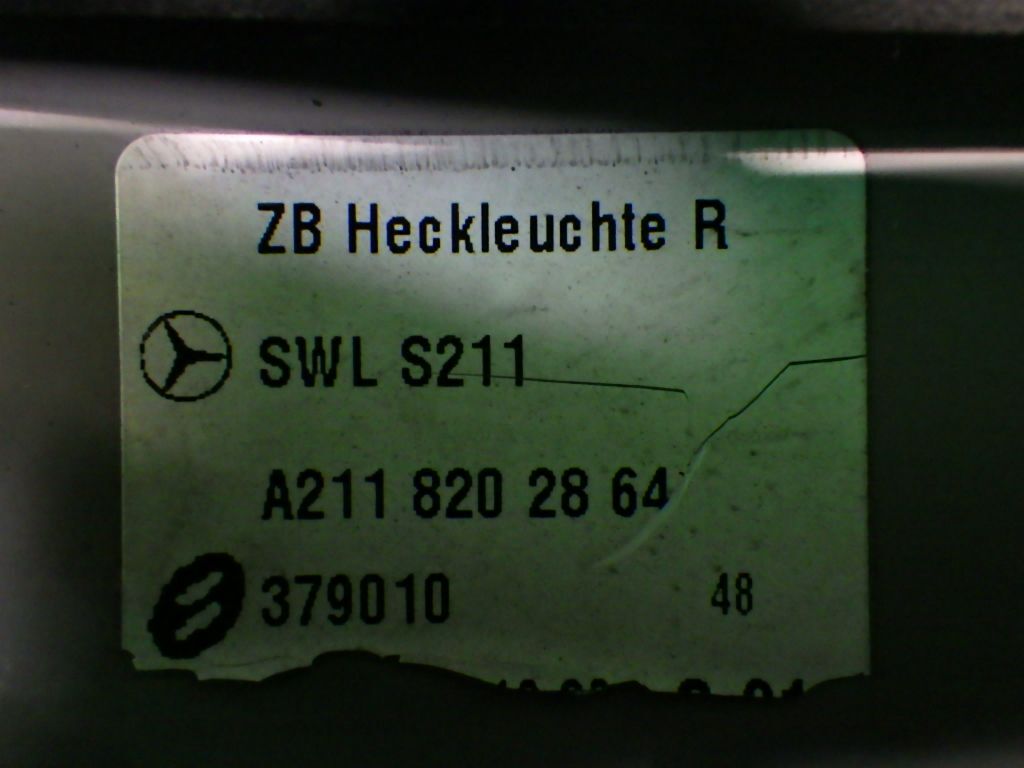 ZB Heckleuchte R
SWL S211
A211 820 28 64
379010 48